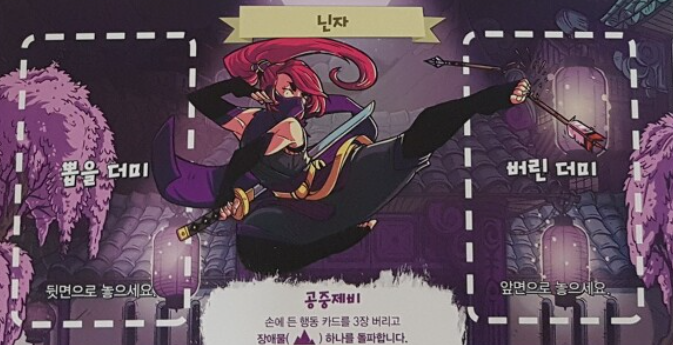 닌자
뽑을 더미
버린 더미
뒷면으로 놓으세요.
앞면으로 놓으세요.
공중제비
손에 든 행동 카드를 3장 버리고
장애물( ) 하나를 돌파합니다.